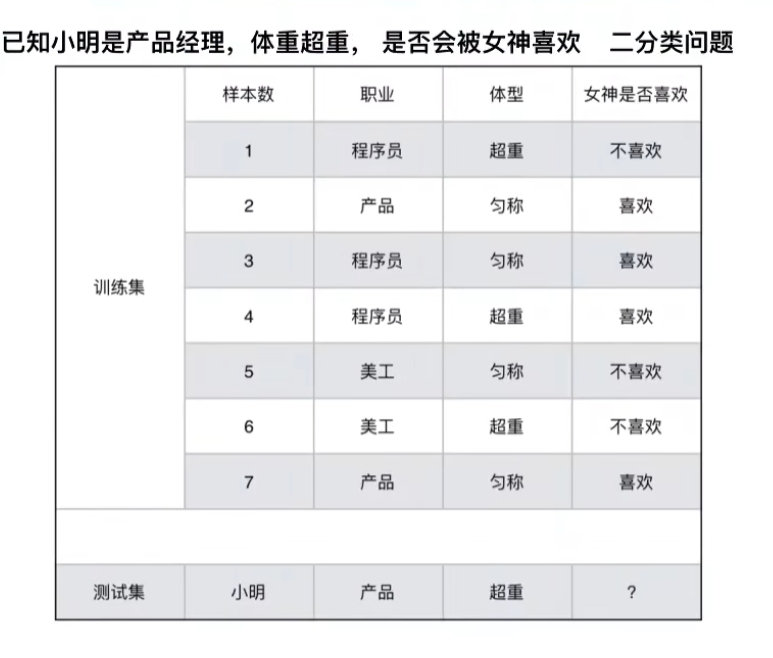 已知小明是产品经理，体重超重， 是否会被女神喜欢 二分类问题
样本数 职业 体型 女神是否喜欢
1 程序员 超重 不喜欢
2 产品 匀称 喜欢
3 程序员 匀称 喜欢
训练集
4 程序员 超重 喜欢
5 美工 匀称 不喜欢
6 美工 超重 不喜欢
7 产品 匀称 喜欢
测试集 小明 产品 超重 ?